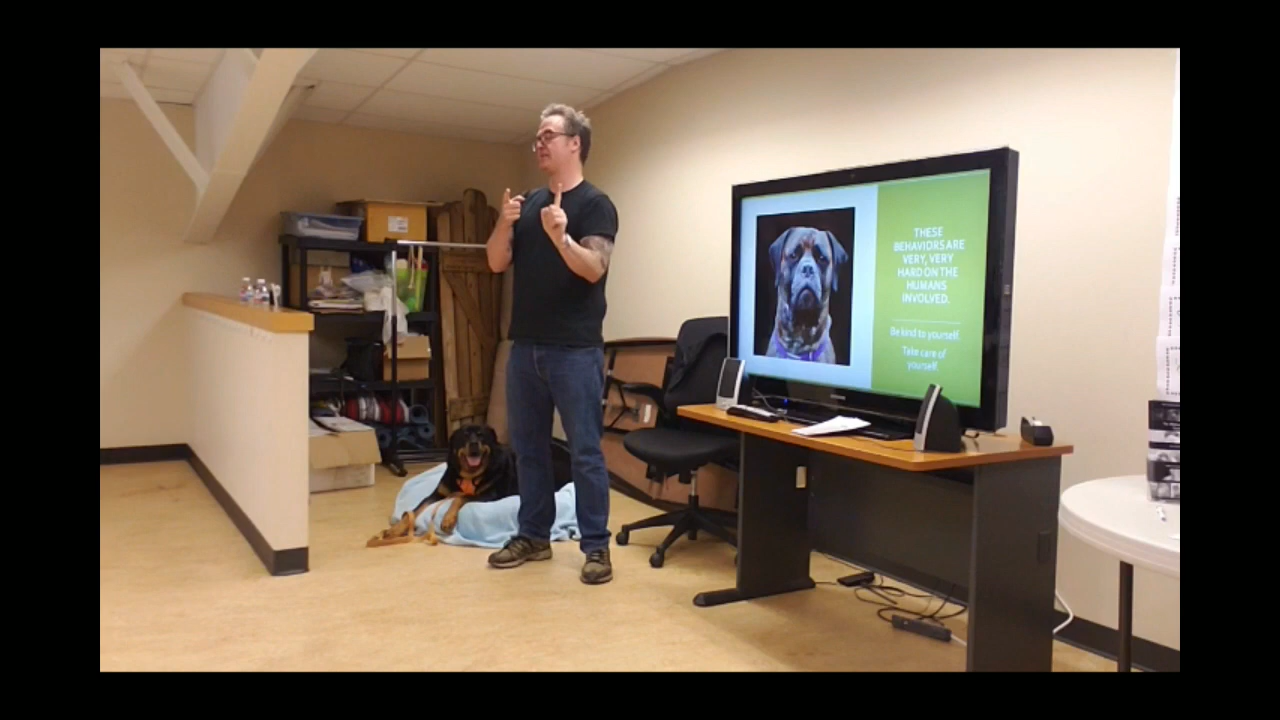 THESE
BEHAVIORS ARE
VERY, VERY
HARD ON THE
HUMANS
INVOLVED.
Be kind to yourself.
Take care of
yourself.